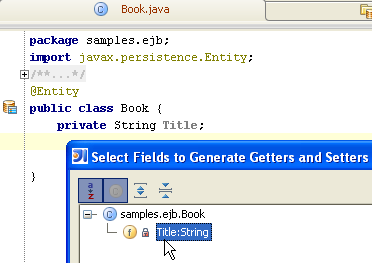 Book.java
package samples.ejb;
import javax.persistence.Entity;
/**...*/
@Entity
public class Book {
private String Title;
}
Select Fields to Generate Getters and Setters
samples.ejb.Book
Title:String